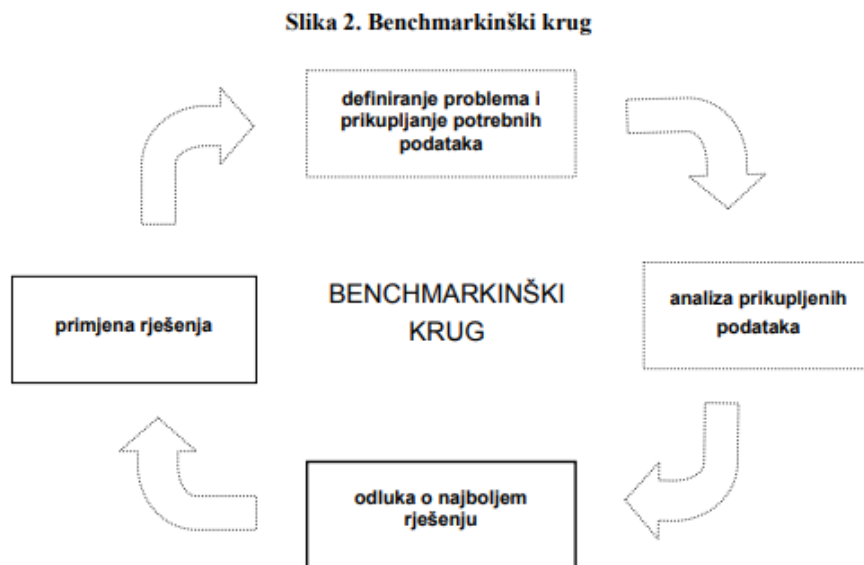 Slika 2. Benchmarkinški krug
definiranje problema i
prikupljanje potrebnih
podataka
analiza prikupljenih
podataka
BENCHMARKINŠKI
KRUG
primjena rješenja
odluka o najboljem
rješenju